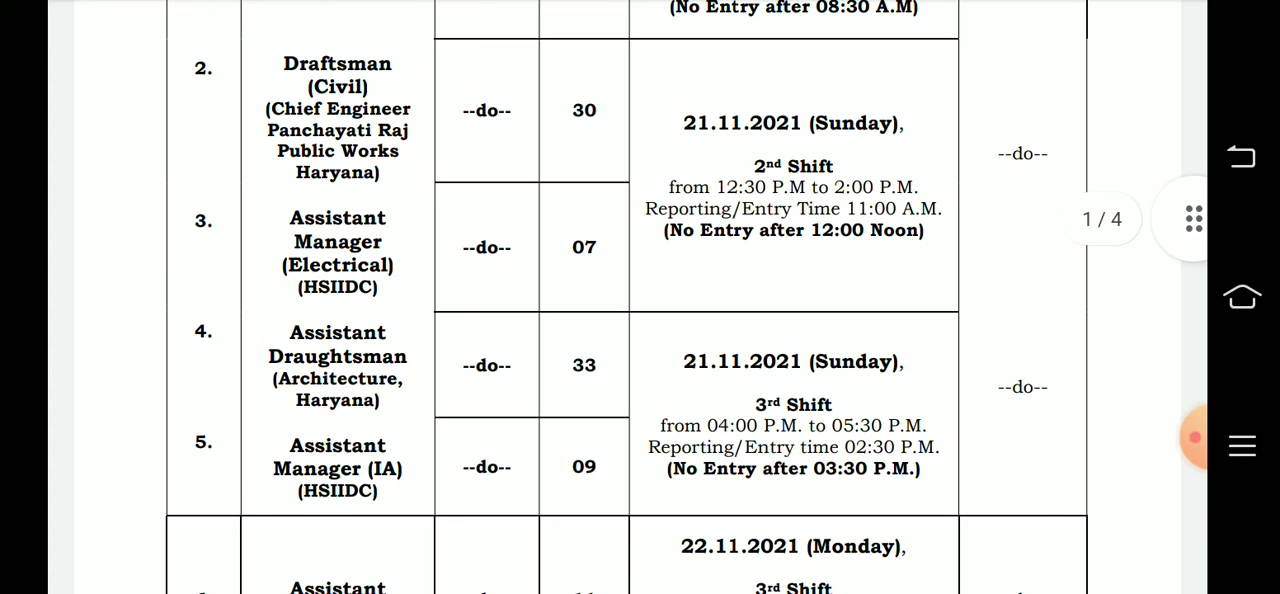 (No Entry after 08:30 A.M)
2.
Draftsman
(Civil)
(Chief Engineer
Panchayati Raj
Public Works
Haryana)
--do--
30
21.11.2021 (Sunday),
2nd Shift
from 12:30 P.M to 2:00 P.M.
Reporting/Entry Time 11:00 A.M.
(No Entry after 12:00 Noon)
--do--
1 / 4
3.
Assistant
Manager
(Electrical)
(HSIIDC)
--do--
07
4.
Assistant
Draughtsman
(Architecture,
Haryana)
--do--
33
21.11.2021 (Sunday),
3rd Shift
from 04:00 P.M. to 05:30 P.M.
Reporting/Entry time 02:30 P.M.
(No Entry after 03:30 P.M.)
--do--
5.
Assistant
Manager (IA)
(HSIIDC)
--do--
09
22.11.2021 (Monday),
3rd Shift
Assistant